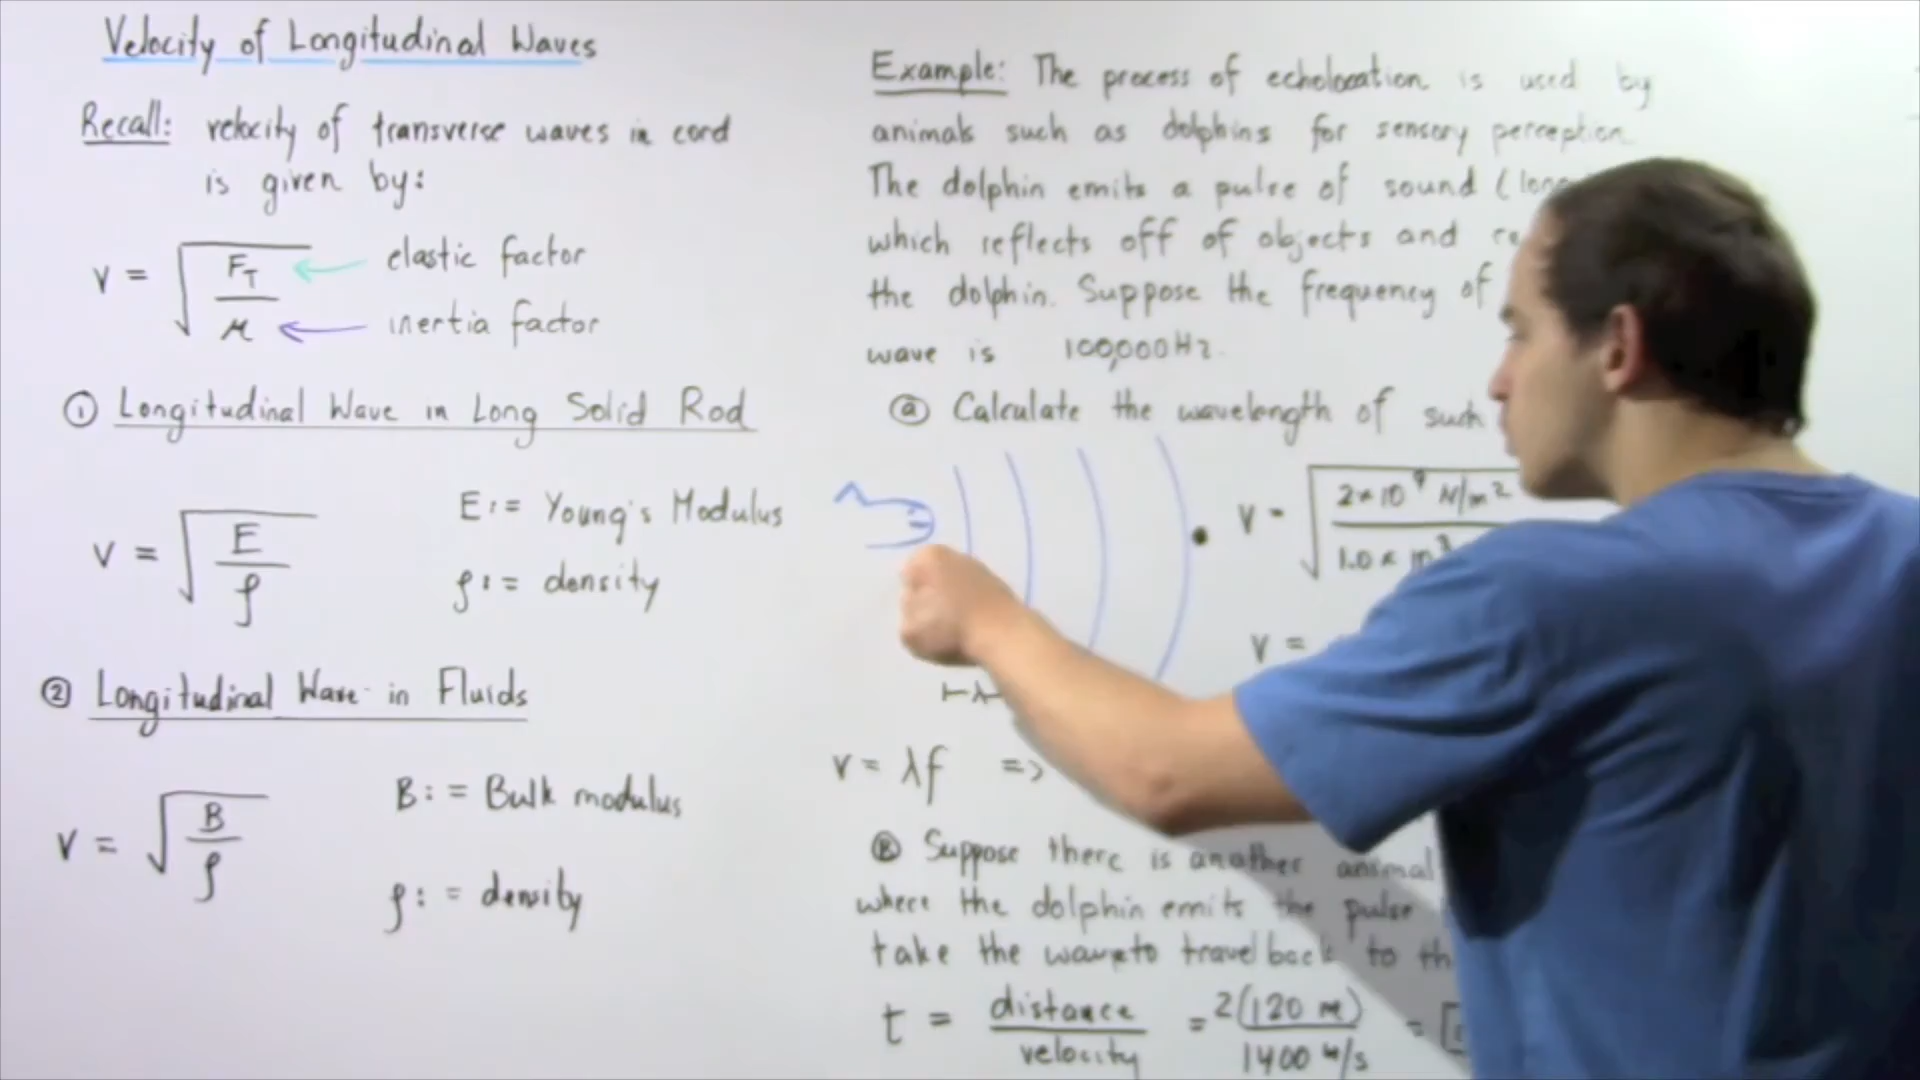 Velocity of Longitudinal Waves
Recall: velocity of transverse waves in cord
is given by:
v = √(F_T / μ)
elastic factor
inertia factor
① Longitudinal Wave in Long Solid Rod
v = √(E / ρ)
E := Young's Modulus
ρ := density
② Longitudinal Wave in Fluids
v = √(B / ρ)
B := Bulk modulus
ρ := density
Example: The process of echolocation is used by
animals such as dolphins for sensory perception
The dolphin emits a pulse of sound (
which reflects off of objects and
the dolphin. Suppose the frequency of
wave is 100,000Hz.
ⓐ Calculate the wavelength of such
v = 2×10⁹ N/m²
v =
λ
v = λf =>
Ⓑ Suppose there is another animal
where the dolphin emits the pulse
take the wave to travel back to
t = distance / velocity = 2(120 m) / 1400 m/s =